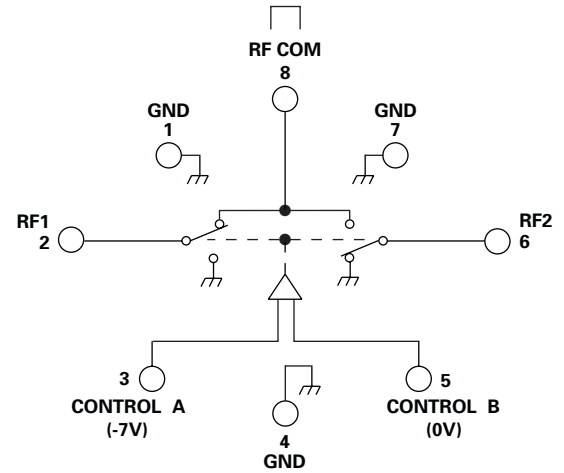 RF COM
8
GND
1
GND
7
RF1
2
RF2
6
3
CONTROL A
(-7V)
5
CONTROL B
(0V)
4
GND